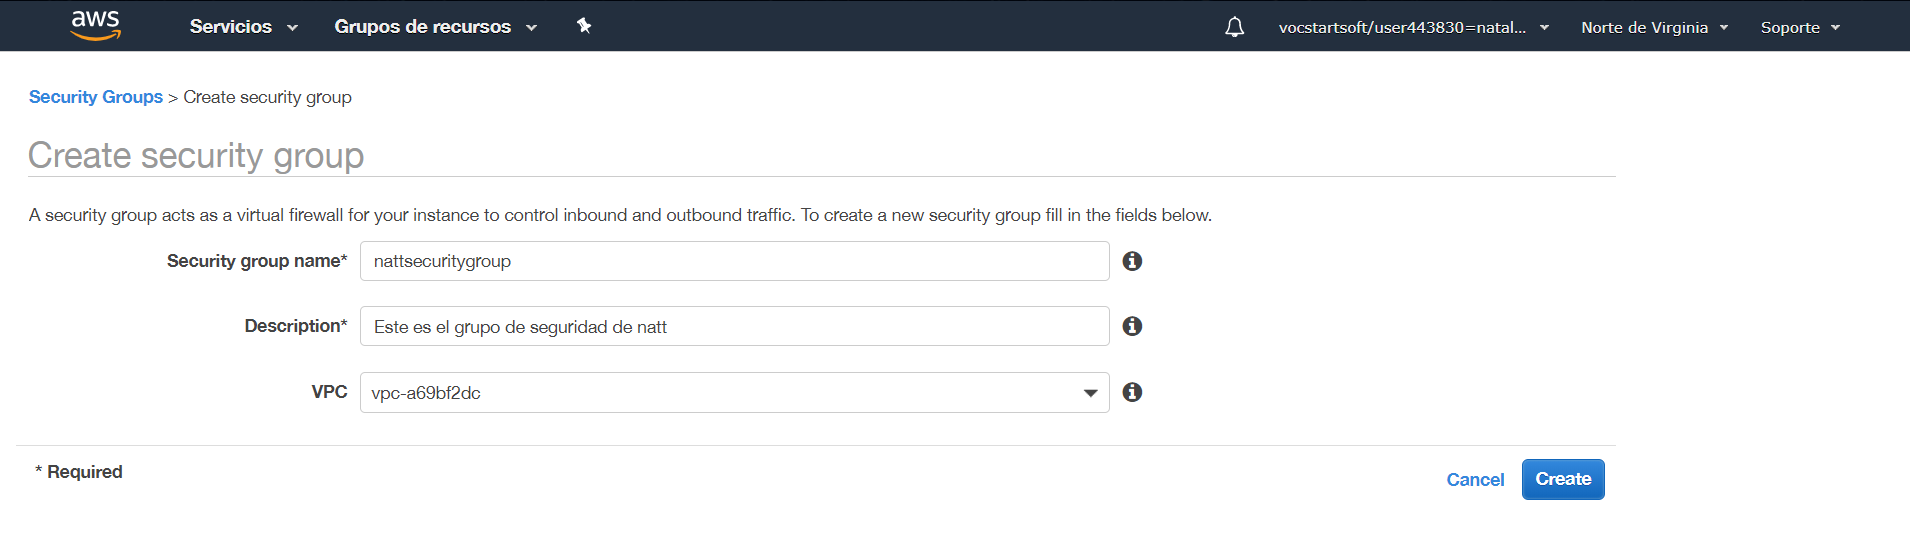 aws Servicios Grupos de recursos vocstartsoft/user443830=natal... Norte de Virginia Soporte
Security Groups > Create security group
Create security group
A security group acts as a virtual firewall for your instance to control inbound and outbound traffic. To create a new security group fill in the fields below.
Security group name* nattsecuritygroup
Description* Este es el grupo de seguridad de natt
VPC vpc-a69bf2dc
* Required
Cancel Create